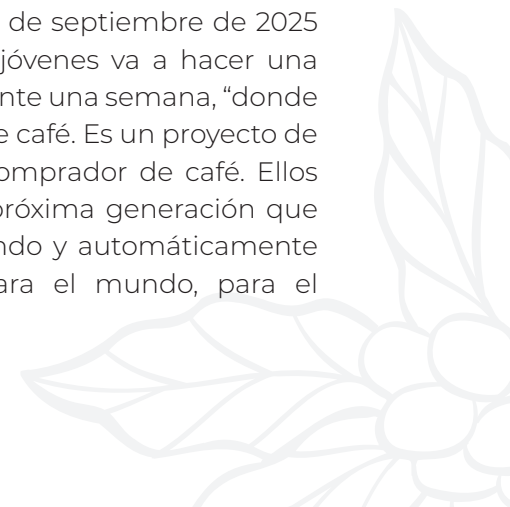 de septiembre de 2025
jóvenes va a hacer una
nte una semana, “donde
e café. Es un proyecto de
omprador de café. Ellos
próxima generación que
ndo y automáticamente
ara el mundo, para el